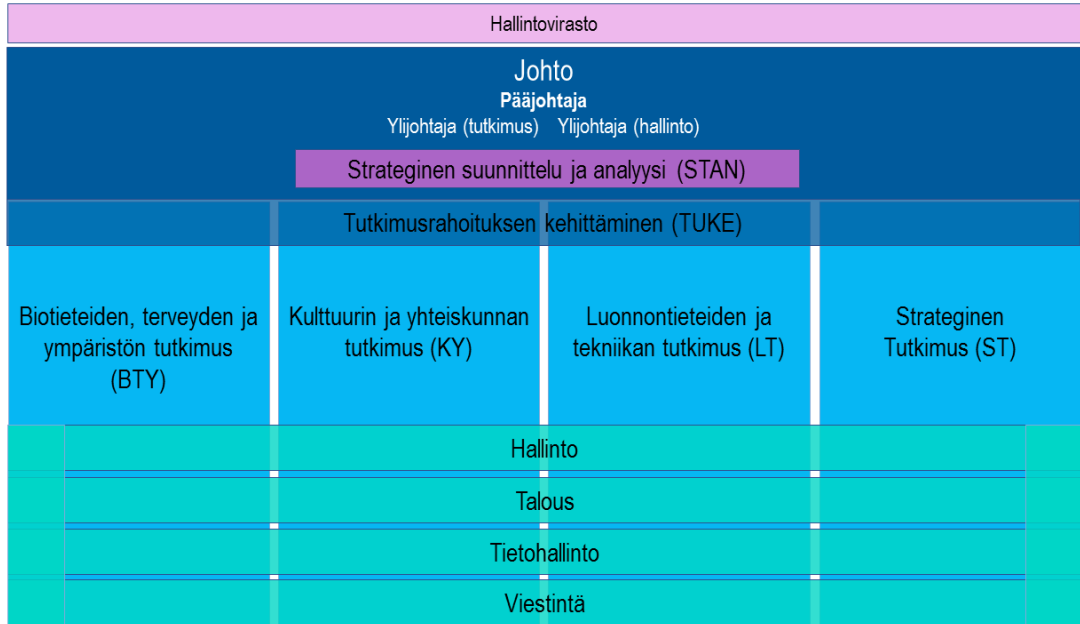 Hallintovirasto
Johto
Pääjohtaja
Ylijohtaja (tutkimus) Ylijohtaja (hallinto)
Strateginen suunnittelu ja analyysi (STAN)
Tutkimusrahoituksen kehittäminen (TUKE)
Biotieteiden, terveyden ja
ympäristön tutkimus
(BTY)
Kulttuurin ja yhteiskunnan
tutkimus (KY)
Luonnontieteiden ja
tekniikan tutkimus (LT)
Strateginen
Tutkimus (ST)
Hallinto
Talous
Tietohallinto
Viestintä